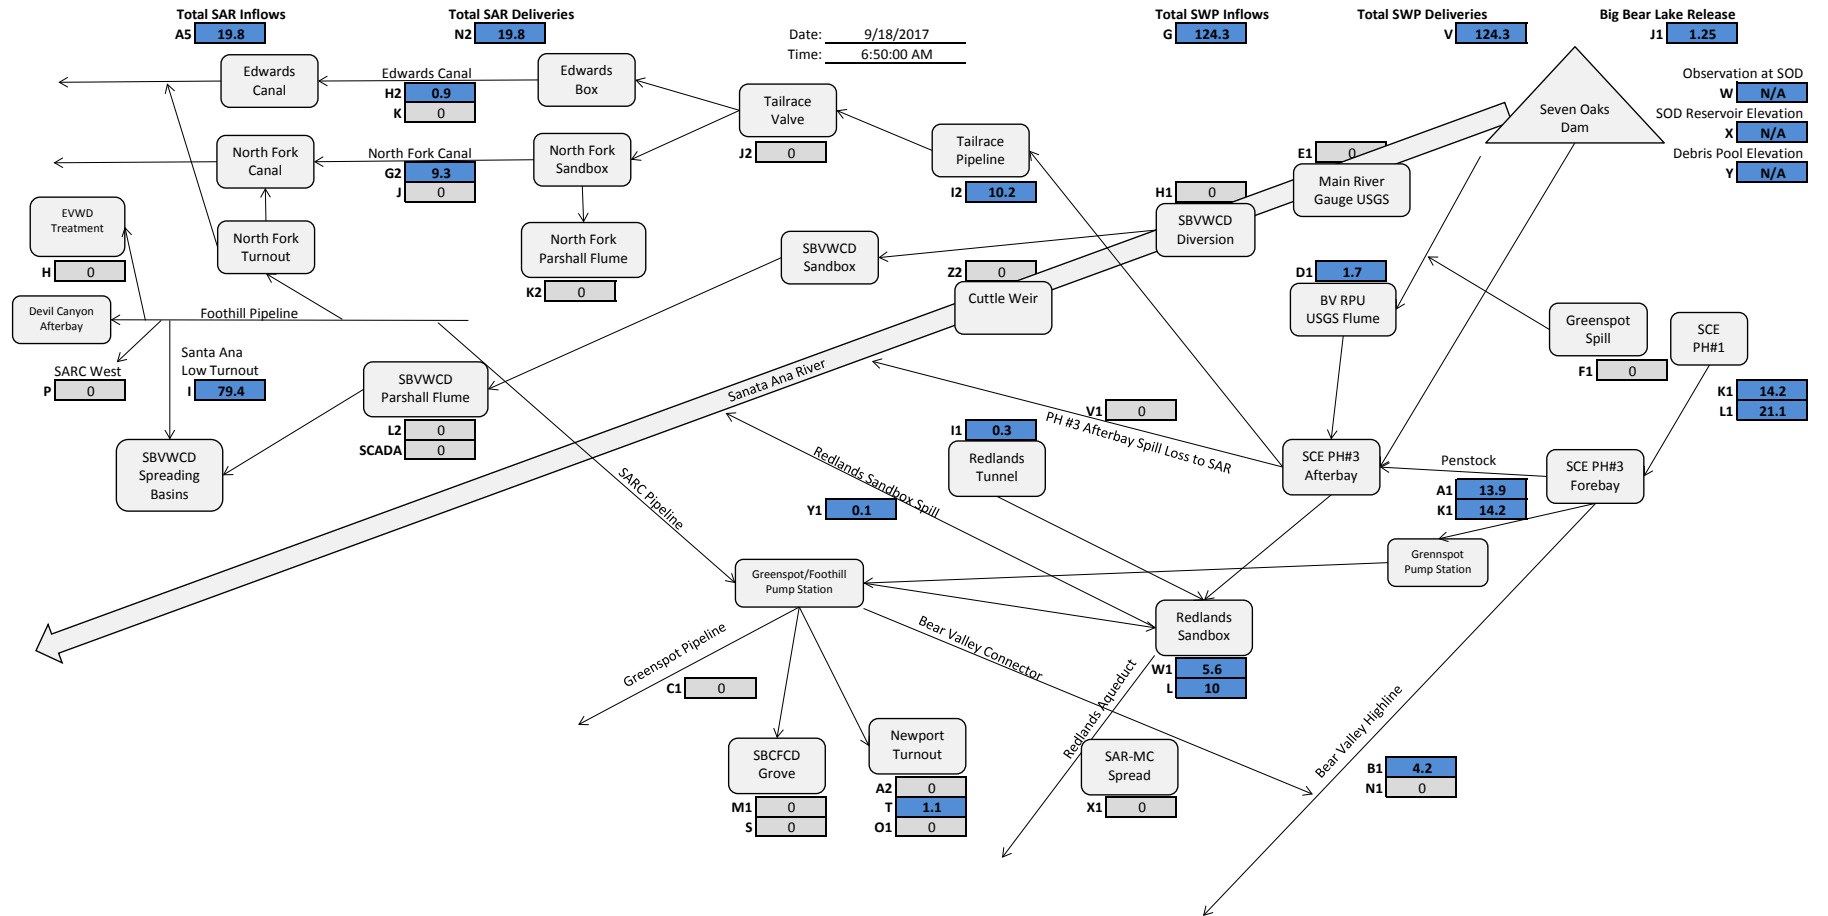 Total SAR Inflows
A5 19.8
Total SAR Deliveries
N2 19.8
Date: 9/18/2017
Time: 6:50:00 AM
Total SWP Inflows
G 124.3
Total SWP Deliveries
V 124.3
Big Bear Lake Release
J1 1.25
Observation at SOD
W N/A
SOD Reservoir Elevation
X N/A
Debris Pool Elevation
Y N/A
Seven Oaks
Dam
Edwards
Canal
Edwards Canal
H2 0.9
K 0
Edwards
Box
Tailrace
Valve
J2 0
Tailrace
Pipeline
I2 10.2
North Fork
Canal
North Fork Canal
G2 9.3
J 0
North Fork
Sandbox
E1 0
Main River
Gauge USGS
H1 0
SBVWCD
Diversion
EVWD
Treatment
H 0
North Fork
Turnout
North Fork
Parshall Flume
K2 0
SBVWCD
Sandbox
Z2 0
Cuttle Weir
D1 1.7
BV RPU
USGS Flume
Greenspot
Spill
F1 0
SCE
PH#1
K1 14.2
L1 21.1
Devil Canyon
Afterbay
Foothill Pipeline
SARC West
P 0
Santa Ana
Low Turnout
I 79.4
SBVWCD
Parshall Flume
L2 0
SCADA 0
Sanata Ana River
V1 0
PH #3 Afterbay Spill Loss to SAR
I1 0.3
Redlands
Tunnel
SCE PH#3
Afterbay
Penstock
A1 13.9
K1 14.2
SCE PH#3
Forebay
SBVWCD
Spreading
Basins
SARC Pipeline
Redlands Sandbox Spill
Y1 0.1
Grennspot
Pump Station
Greenspot/Foothill
Pump Station
Redlands
Sandbox
W1 5.6
L 10
Greenspot Pipeline
C1 0
Bear Valley Connector
Redlands Aqueduct
Bear Valley Highline
SBCFCD
Grove
M1 0
S 0
Newport
Turnout
A2 0
T 1.1
O1 0
SAR-MC
Spread
X1 0
B1 4.2
N1 0